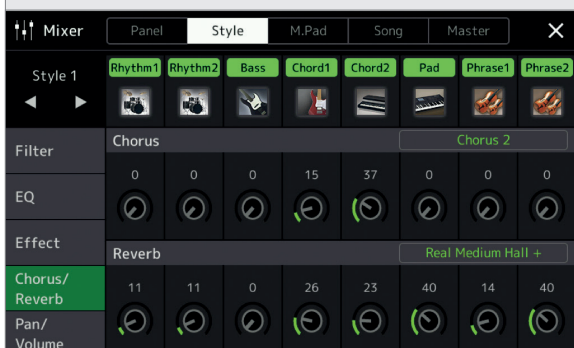 Mixer
Panel
Style
M.Pad
Song
Master
Style 1
Rhythm1
Rhythm2
Bass
Chord1
Chord2
Pad
Phrase1
Phrase2
Filter
EQ
Effect
Chorus/
Reverb
Pan/
Volume
Chorus
Chorus 2
0
0
0
15
37
0
0
0
Reverb
Real Medium Hall +
11
11
0
26
23
40
14
40